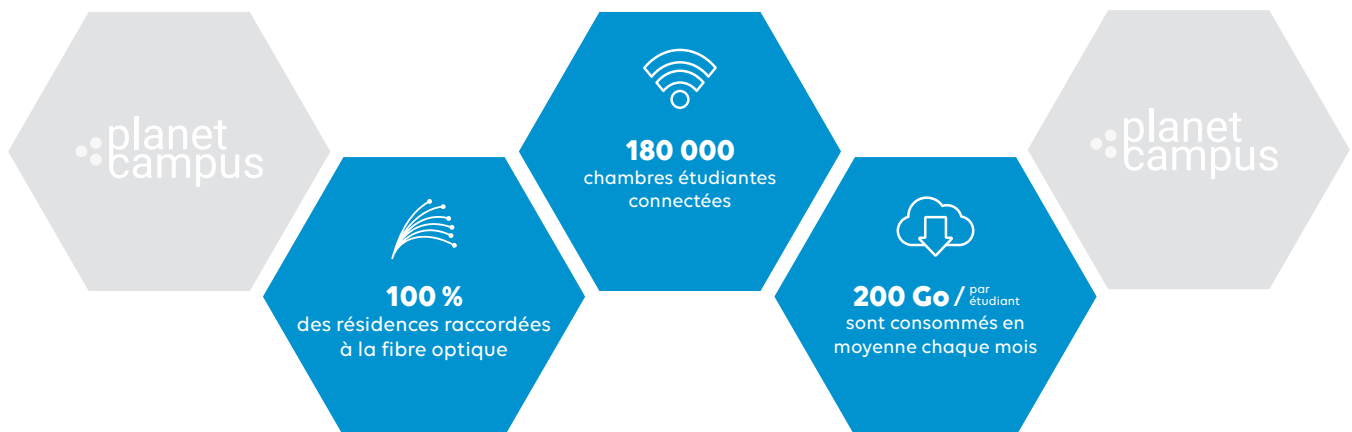 planet
campus
100 %
des résidences raccordées
à la fibre optique
180 000
chambres étudiantes
connectées
200 Go / par étudiant
sont consommés en
moyenne chaque mois
planet
campus